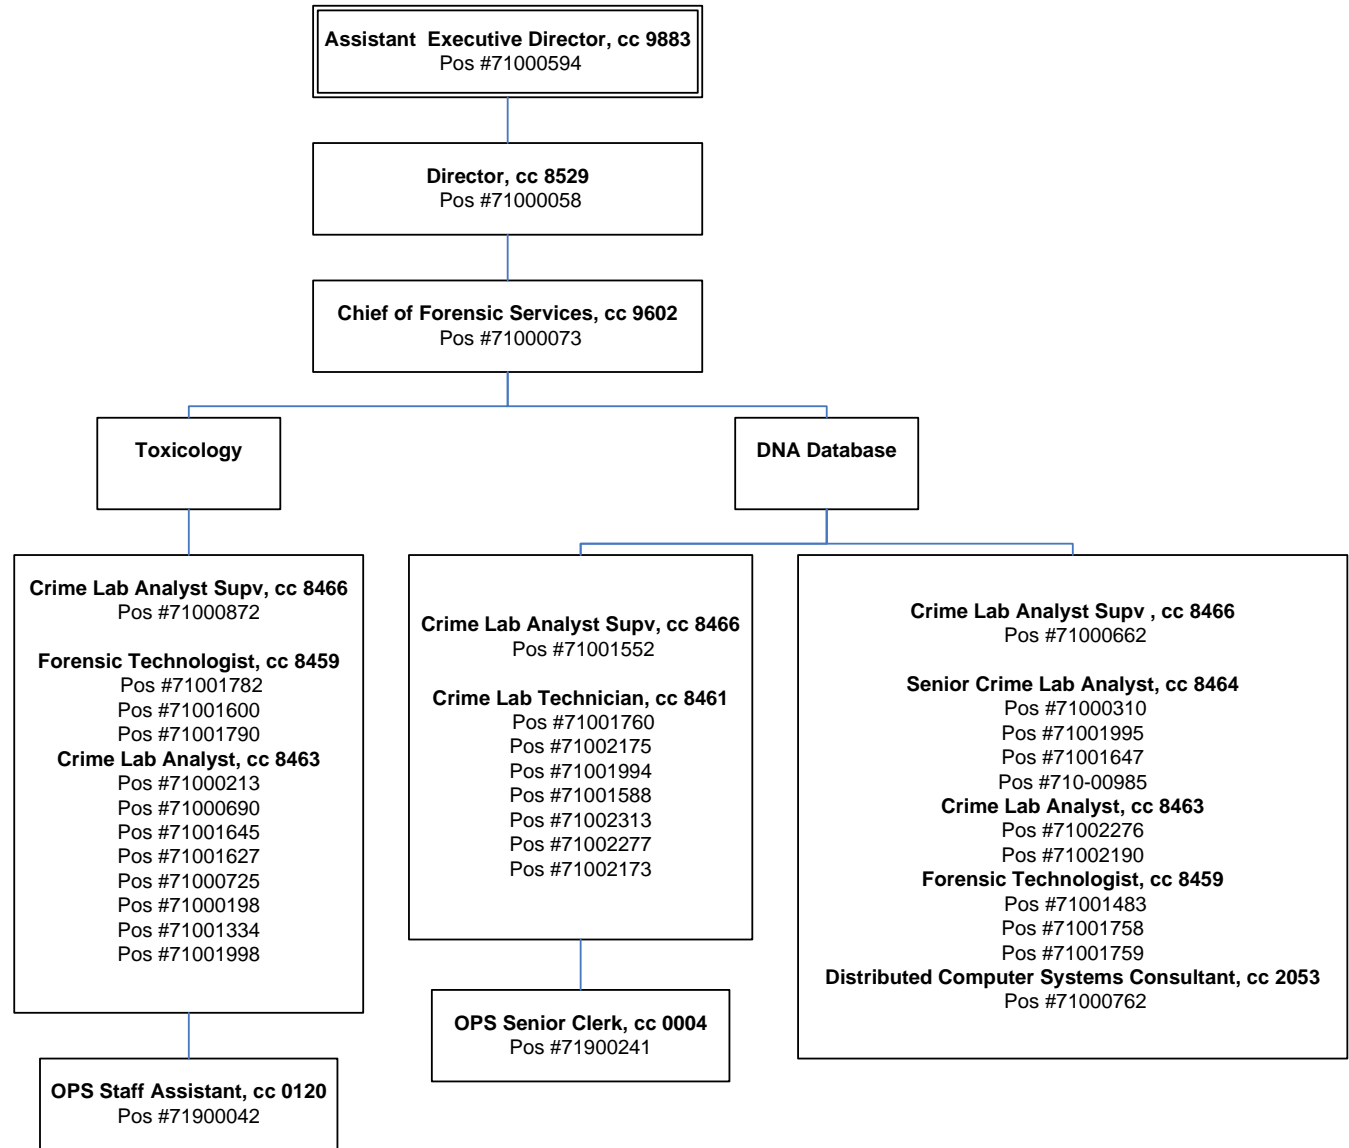 Assistant  Executive Director, cc 9883
Pos #71000594
Director, cc 8529
Pos #71000058
Chief of Forensic Services, cc 9602
Pos #71000073
Toxicology
DNA Database
Crime Lab Analyst Supv, cc 8466
Pos #71000872
Forensic Technologist, cc 8459
Pos #71001782
Pos #71001600
Pos #71001790
Crime Lab Analyst, cc 8463
Pos #71000213
Pos #71000690
Pos #71001645
Pos #71001627
Pos #71000725
Pos #71000198
Pos #71001334
Pos #71001998
OPS Staff Assistant, cc 0120
Pos #71900042
Crime Lab Analyst Supv, cc 8466
Pos #71001552
Crime Lab Technician, cc 8461
Pos #71001760
Pos #71002175
Pos #71001994
Pos #71001588
Pos #71002313
Pos #71002277
Pos #71002173
OPS Senior Clerk, cc 0004
Pos #71900241
Crime Lab Analyst Supv , cc 8466
Pos #71000662
Senior Crime Lab Analyst, cc 8464
Pos #71000310
Pos #71001995
Pos #71001647
Pos #710-00985
Crime Lab Analyst, cc 8463
Pos #71002276
Pos #71002190
Forensic Technologist, cc 8459
Pos #71001483
Pos #71001758
Pos #71001759
Distributed Computer Systems Consultant, cc 2053
Pos #71000762